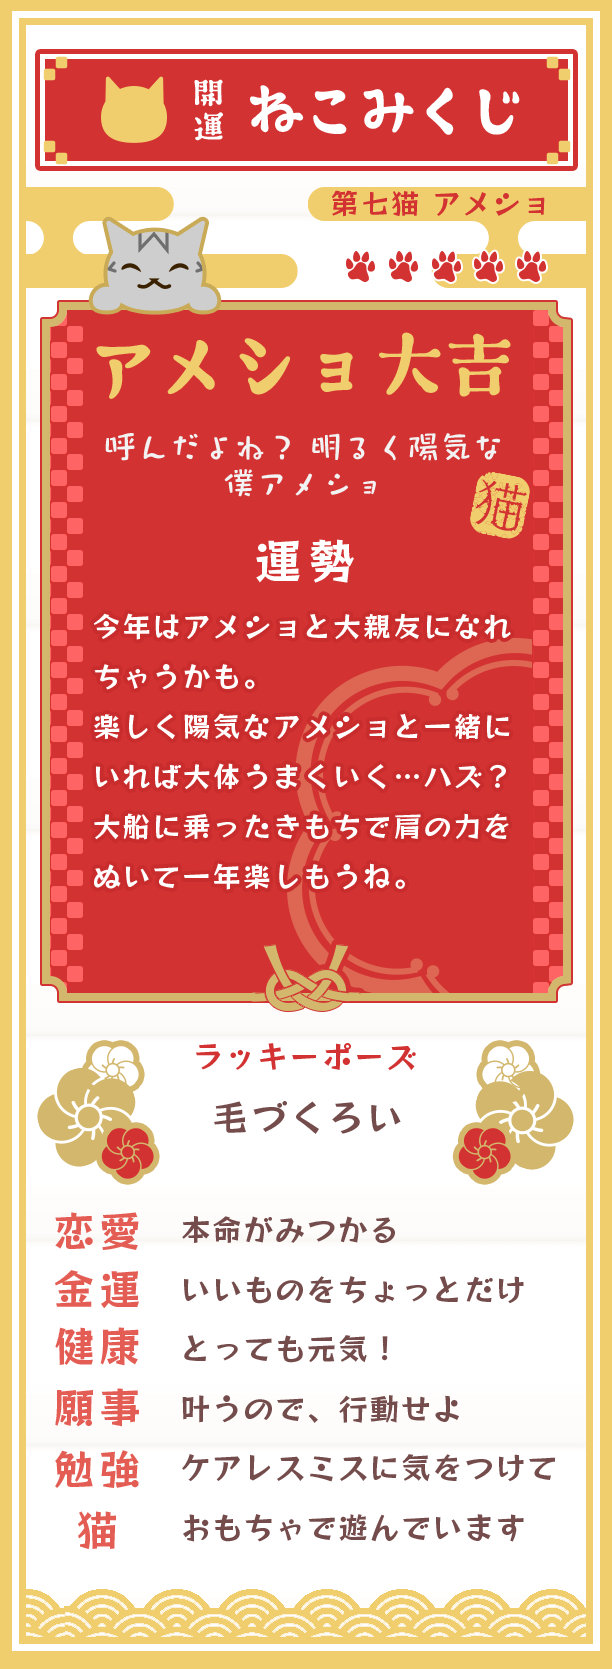 開運 ねこみくじ
第七猫 アメショ
アメショ大吉
呼んだよね？ 明るく陽気な
僕アメショ
猫
運勢
今年はアメショと大親友になれ
ちゃうかも。
楽しく陽気なアメショと一緒に
いれば大体うまくいく…ハズ？
大船に乗ったきもちで肩の力を
ぬいて一年楽しもうね。
ラッキーポーズ
毛づくろい
恋愛 本命がみつかる
金運 いいものをちょっとだけ
健康 とっても元気！
願事 叶うので、行動せよ
勉強 ケアレスミスに気をつけて
猫 おもちゃで遊んでいます